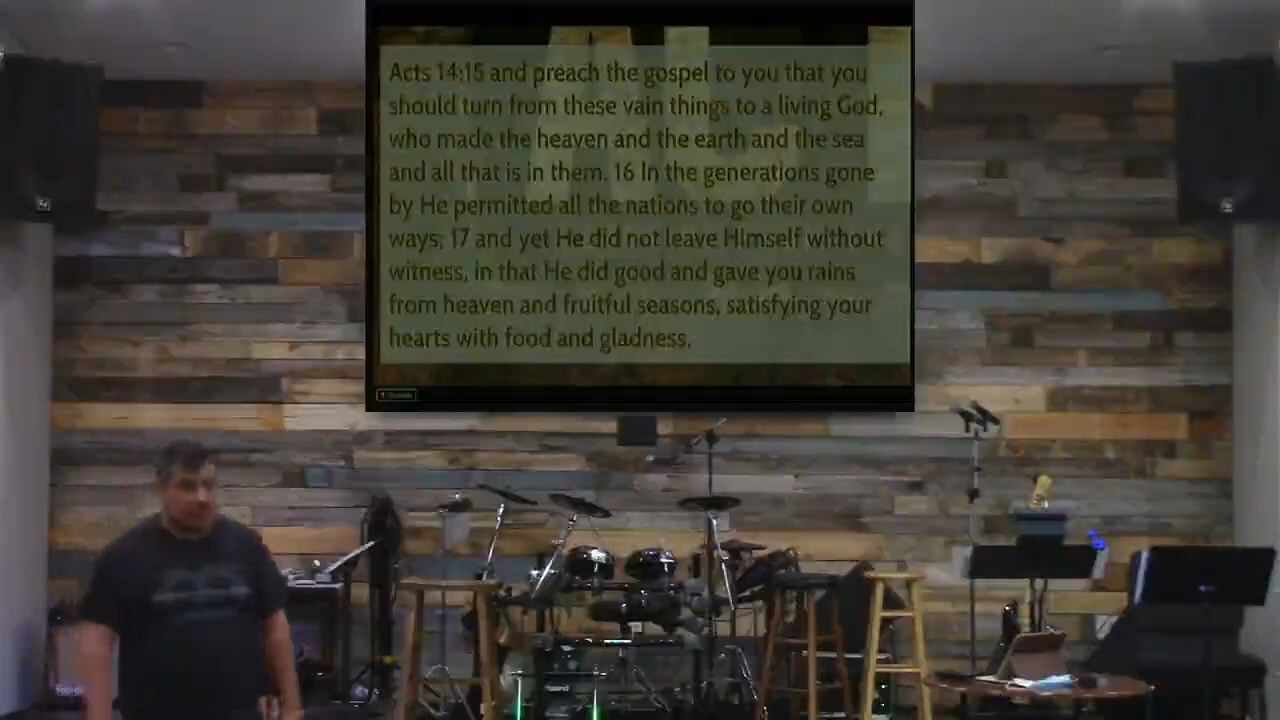 Acts 14:15 and preach the gospel to you that you
should turn from these vain things to a living God,
who made the heaven and the earth and the sea
and all that is in them. 16 In the generations gone
by He permitted all the nations to go their own
ways; 17 and yet He did not leave Himself without
witness, in that He did good and gave you rains
from heaven and fruitful seasons, satisfying your
hearts with food and gladness.